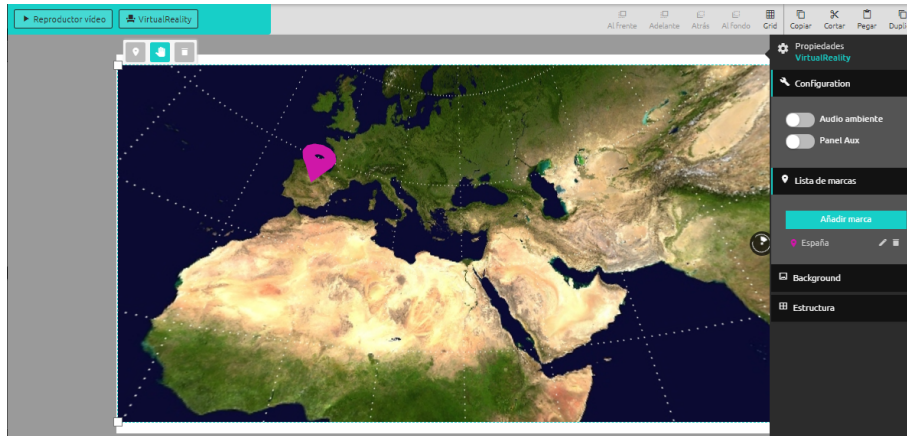 Reproductor vídeo
VirtualReality
Al frente
Adelante
Atrás
Al fondo
Grid
Copiar
Cortar
Pegar
Propiedades
VirtualReality
Configuration
Audio ambiente
Panel Aux
Lista de marcas
Añadir marca
España
Background
Estructura